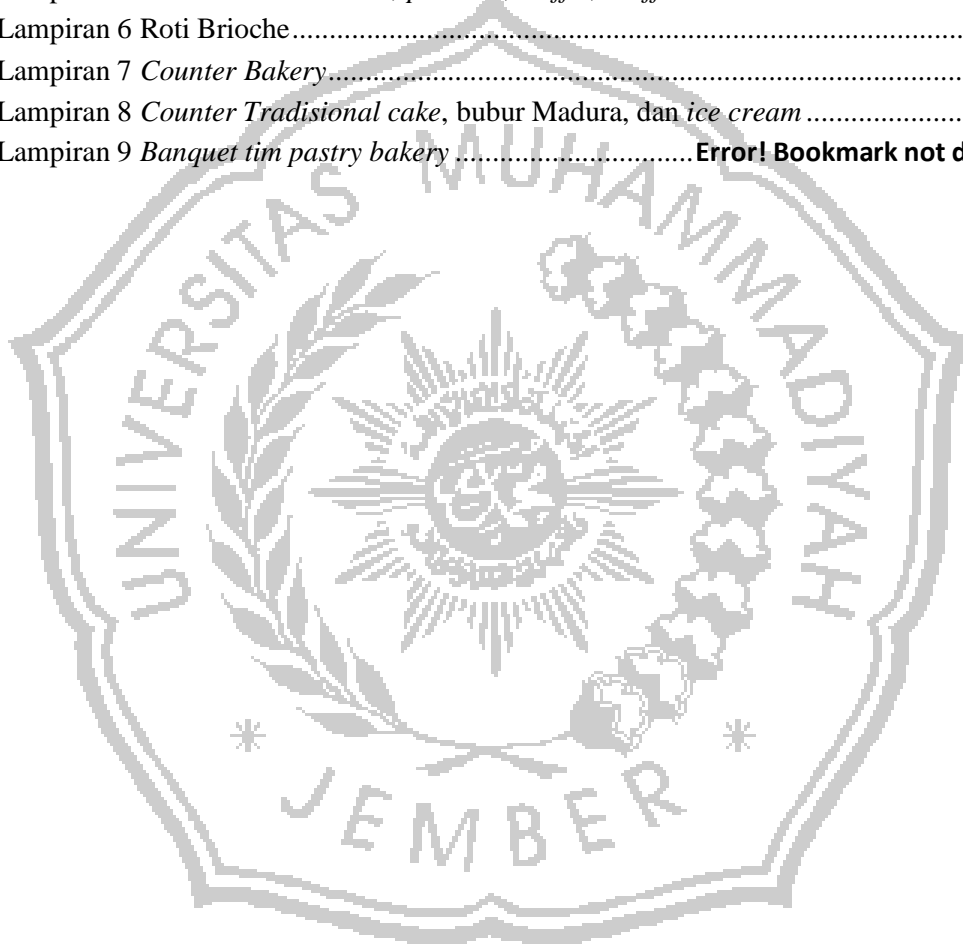 Lampiran 6 Roti Brioche
Lampiran 7 Counter Bakery
Lampiran 8 Counter Tradisional cake, bubur Madura, dan ice cream
Lampiran 9 Banquet tim pastry bakery Error! Bookmark not d
UNIVERSITAS MUHAMMADIYAH
* JEMBER *